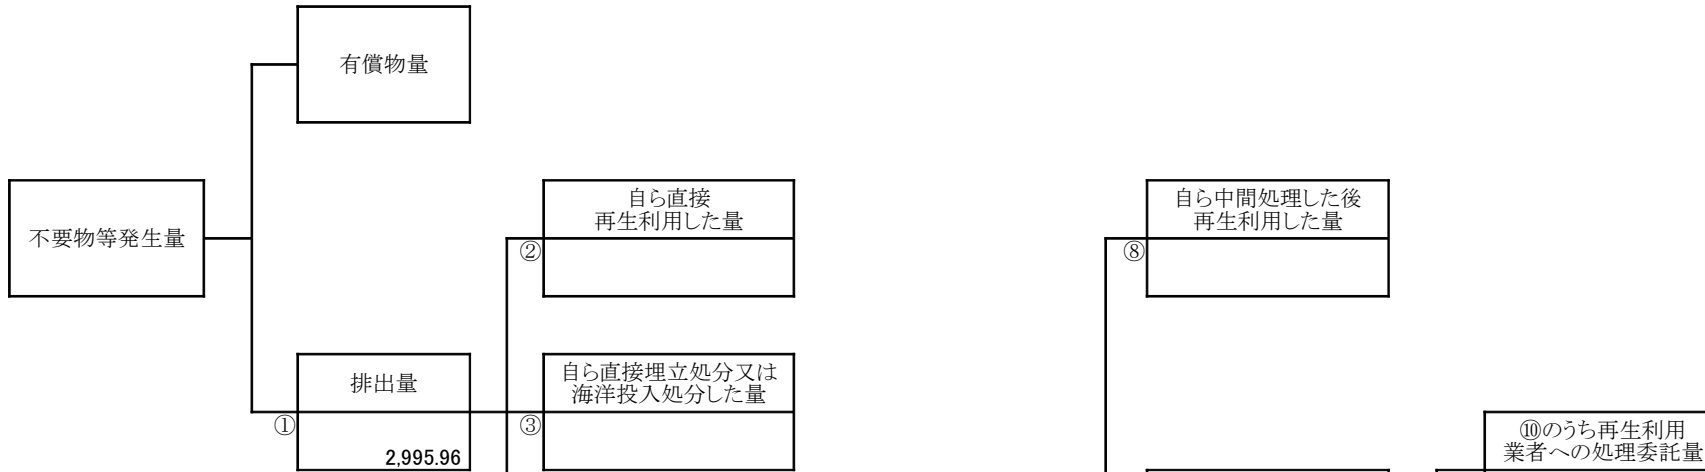 有償物量
不要物等発生量
自ら直接
再生利用した量
②
自ら中間処理した後
再生利用した量
⑧
排出量
①
2,995.96
自ら直接埋立処分又は
海洋投入処分した量
③
⑩のうち再生利用
業者への処理委託量